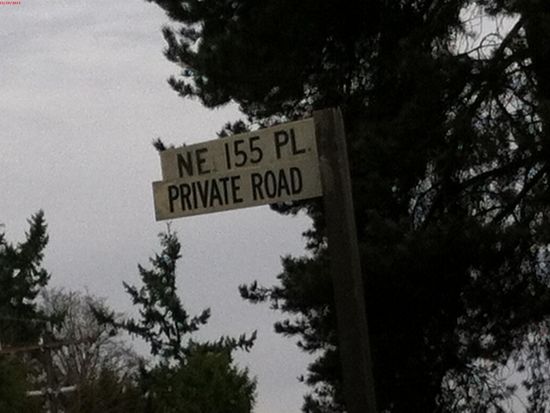 NE. 155 PL.
PRIVATE ROAD